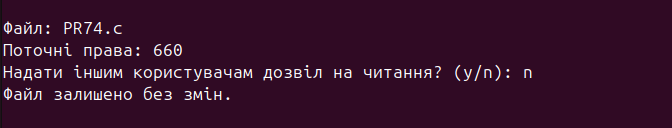 Файл: PR74.c
Поточні права: 660
Надати іншим користувачам дозвіл на читання? (y/n): n
Файл залишено без змін.